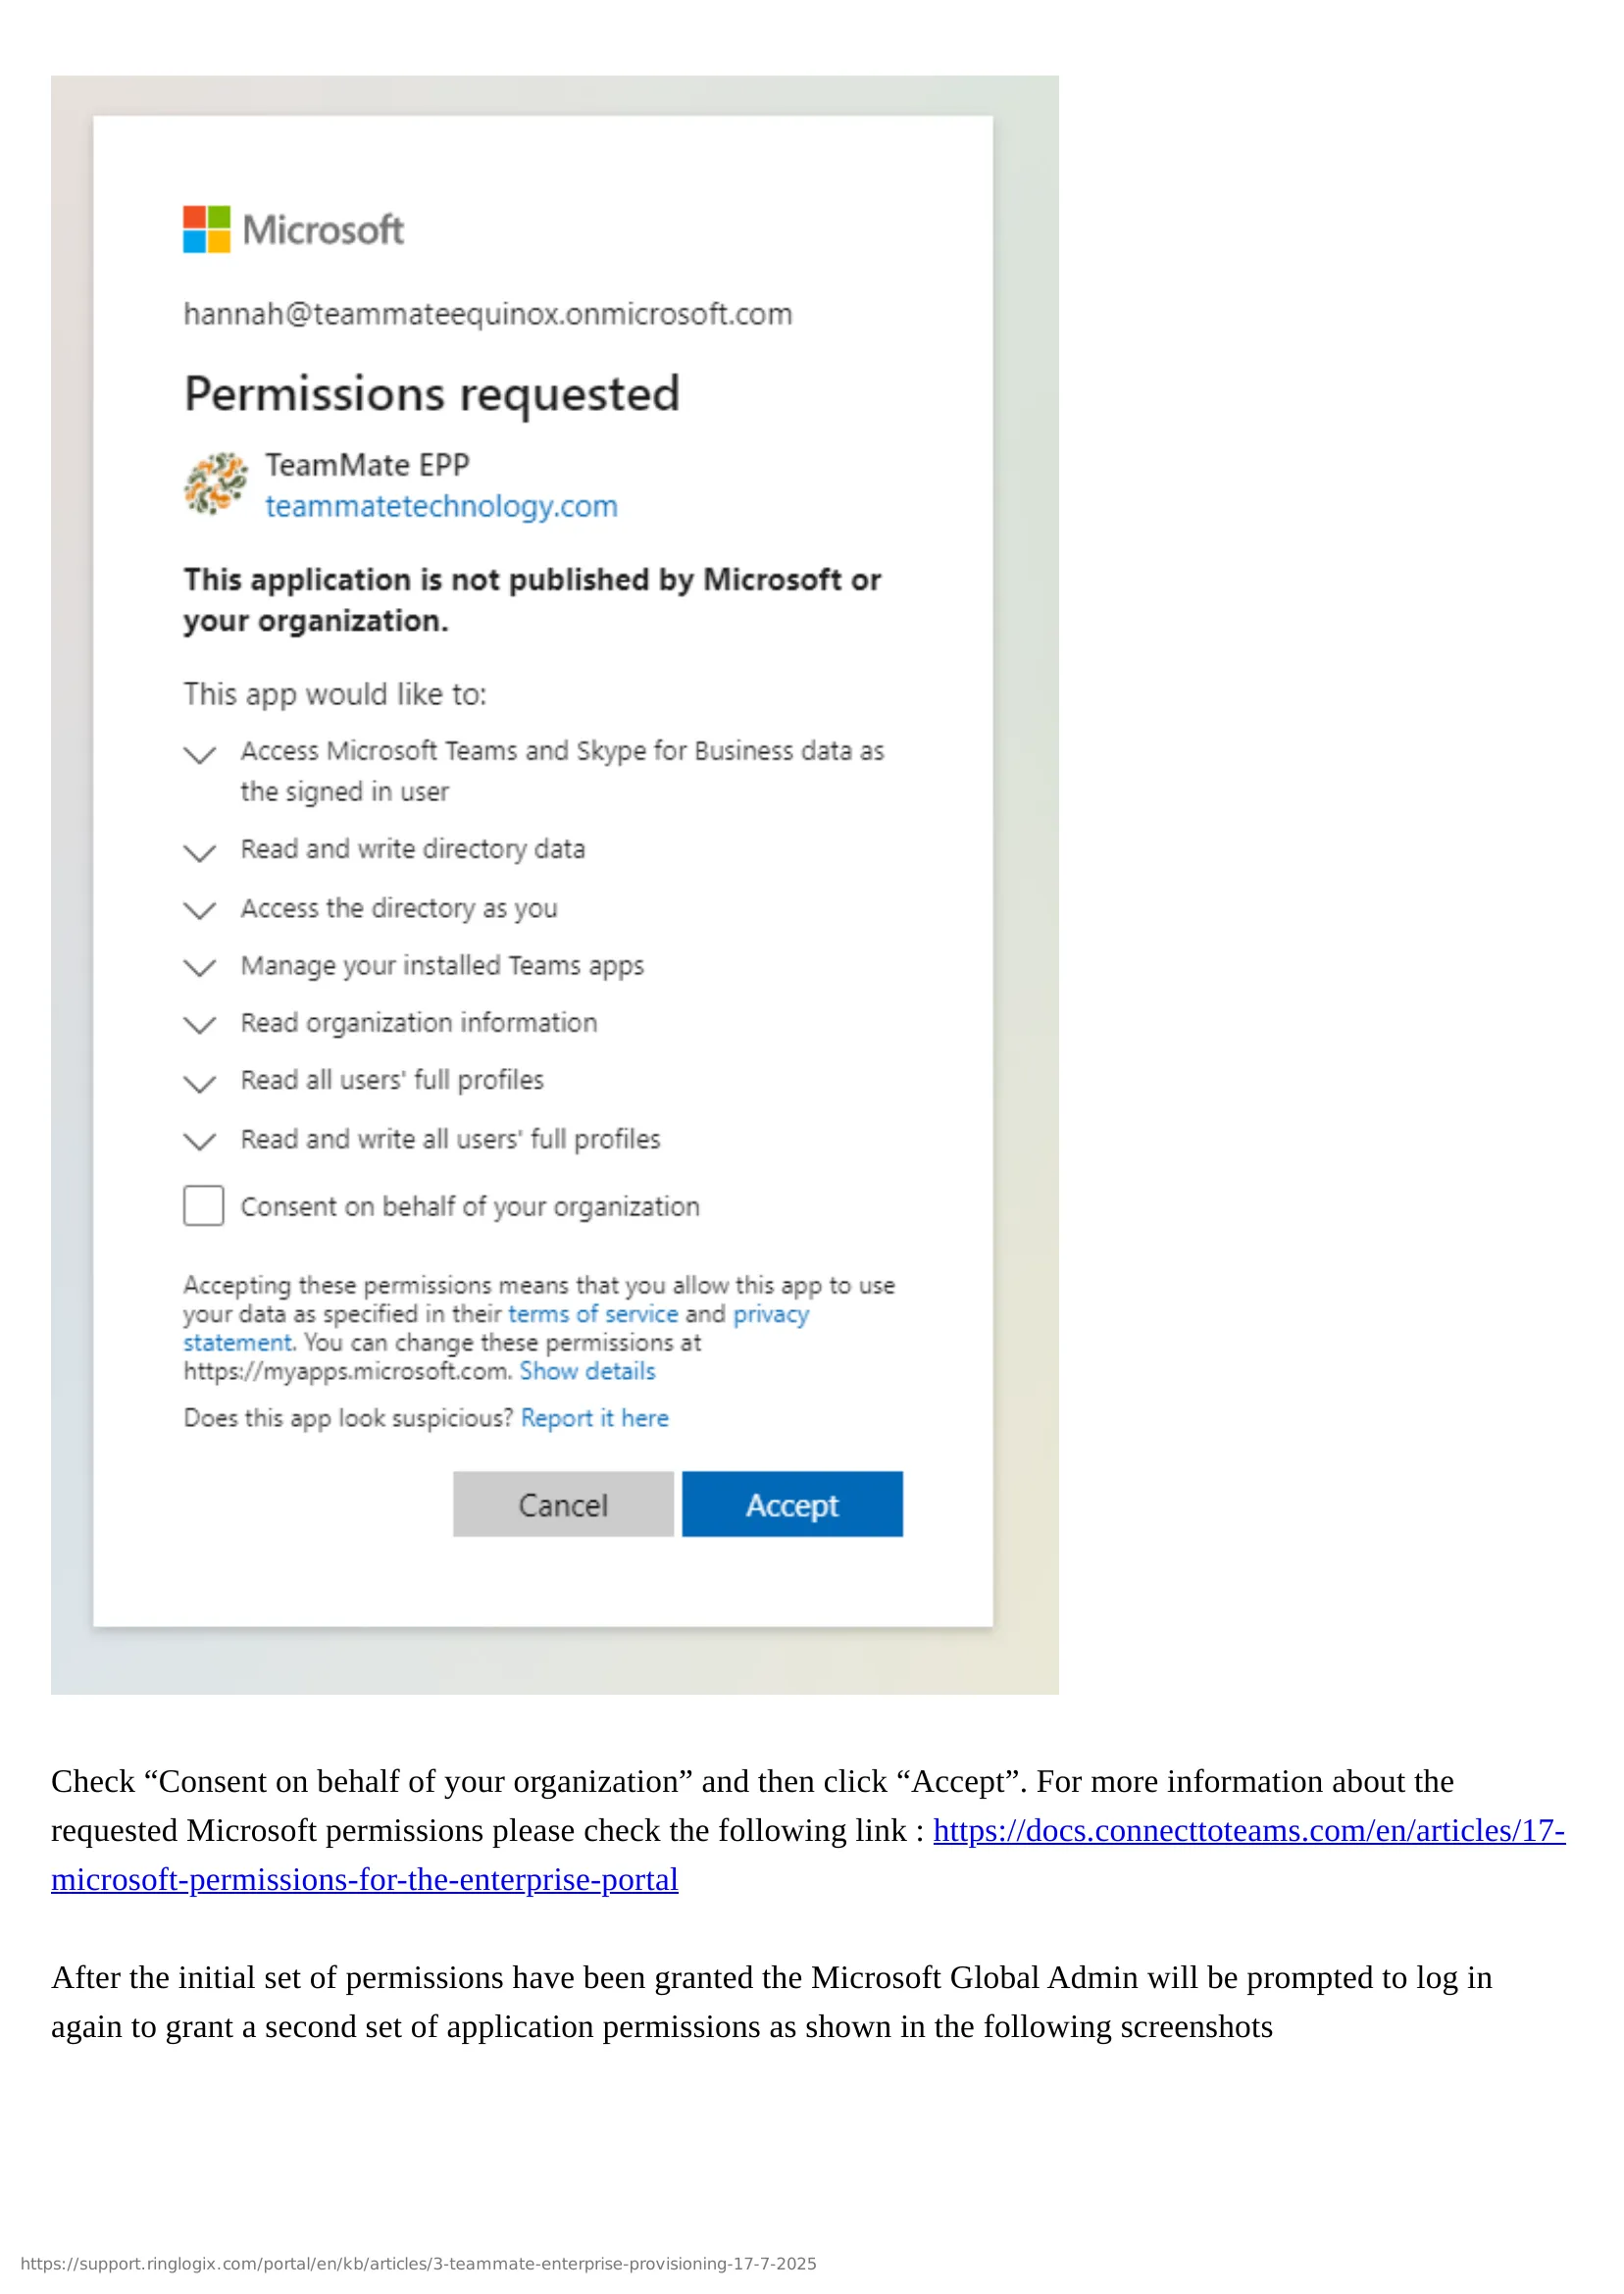 Microsoft
hannah@teammateequinox.onmicrosoft.com
Permissions requested
TeamMate EPP
teammatetechnology.com
This application is not published by Microsoft or
your organization.
This app would like to:
Access Microsoft Teams and Skype for Business data as
the signed in user
Read and write directory data
Access the directory as you
Manage your installed Teams apps
Read organization information
Read all users' full profiles
Read and write all users' full profiles
Consent on behalf of your organization
Accepting these permissions means that you allow this app to use
your data as specified in their terms of service and privacy
statement. You can change these permissions at
https://myapps.microsoft.com. Show details
Does this app look suspicious? Report it here
Cancel Accept
Check “Consent on behalf of your organization” and then click “Accept”. For more information about the
requested Microsoft permissions please check the following link : https://docs.connecttoteams.com/en/articles/17-
microsoft-permissions-for-the-enterprise-portal
After the initial set of permissions have been granted the Microsoft Global Admin will be prompted to log in
again to grant a second set of application permissions as shown in the following screenshots
https://support.ringlogix.com/portal/en/kb/articles/3-teammate-enterprise-provisioning-17-7-2025